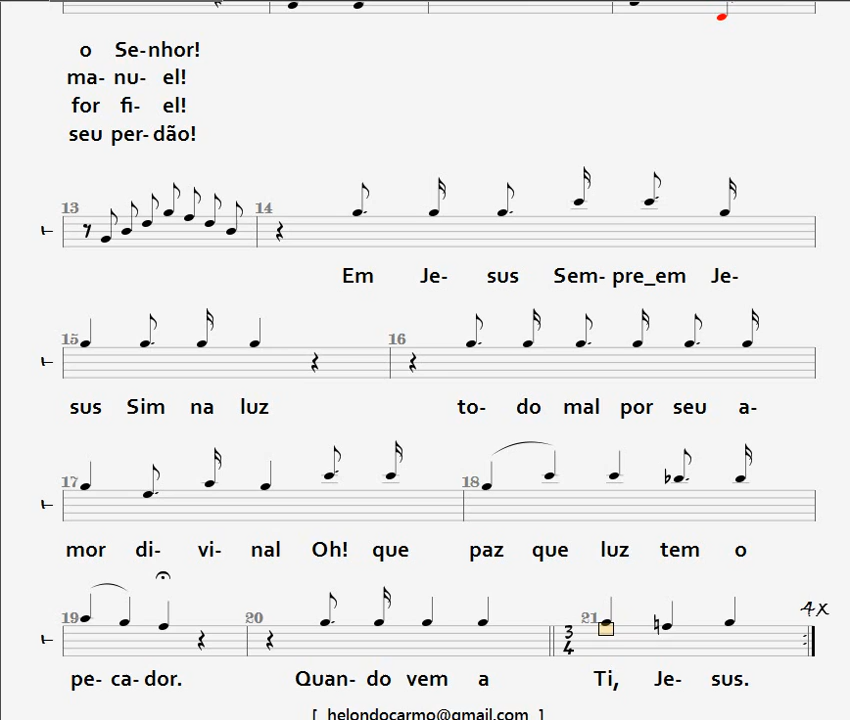 o Se-nhor!
ma- nu- el!
for fi- el!
seu per-dão!
13 14
Em Je- sus Sem- pre_em Je-
15 16
sus Sim na luz to- do mal por seu a-
17 18
mor di- vi- nal Oh! que paz que luz tem o
19 20 21 4x
3
4
pe- ca- dor. Quan- do vem a Ti, Je- sus.
[ helondocarmo@gmail.com ]